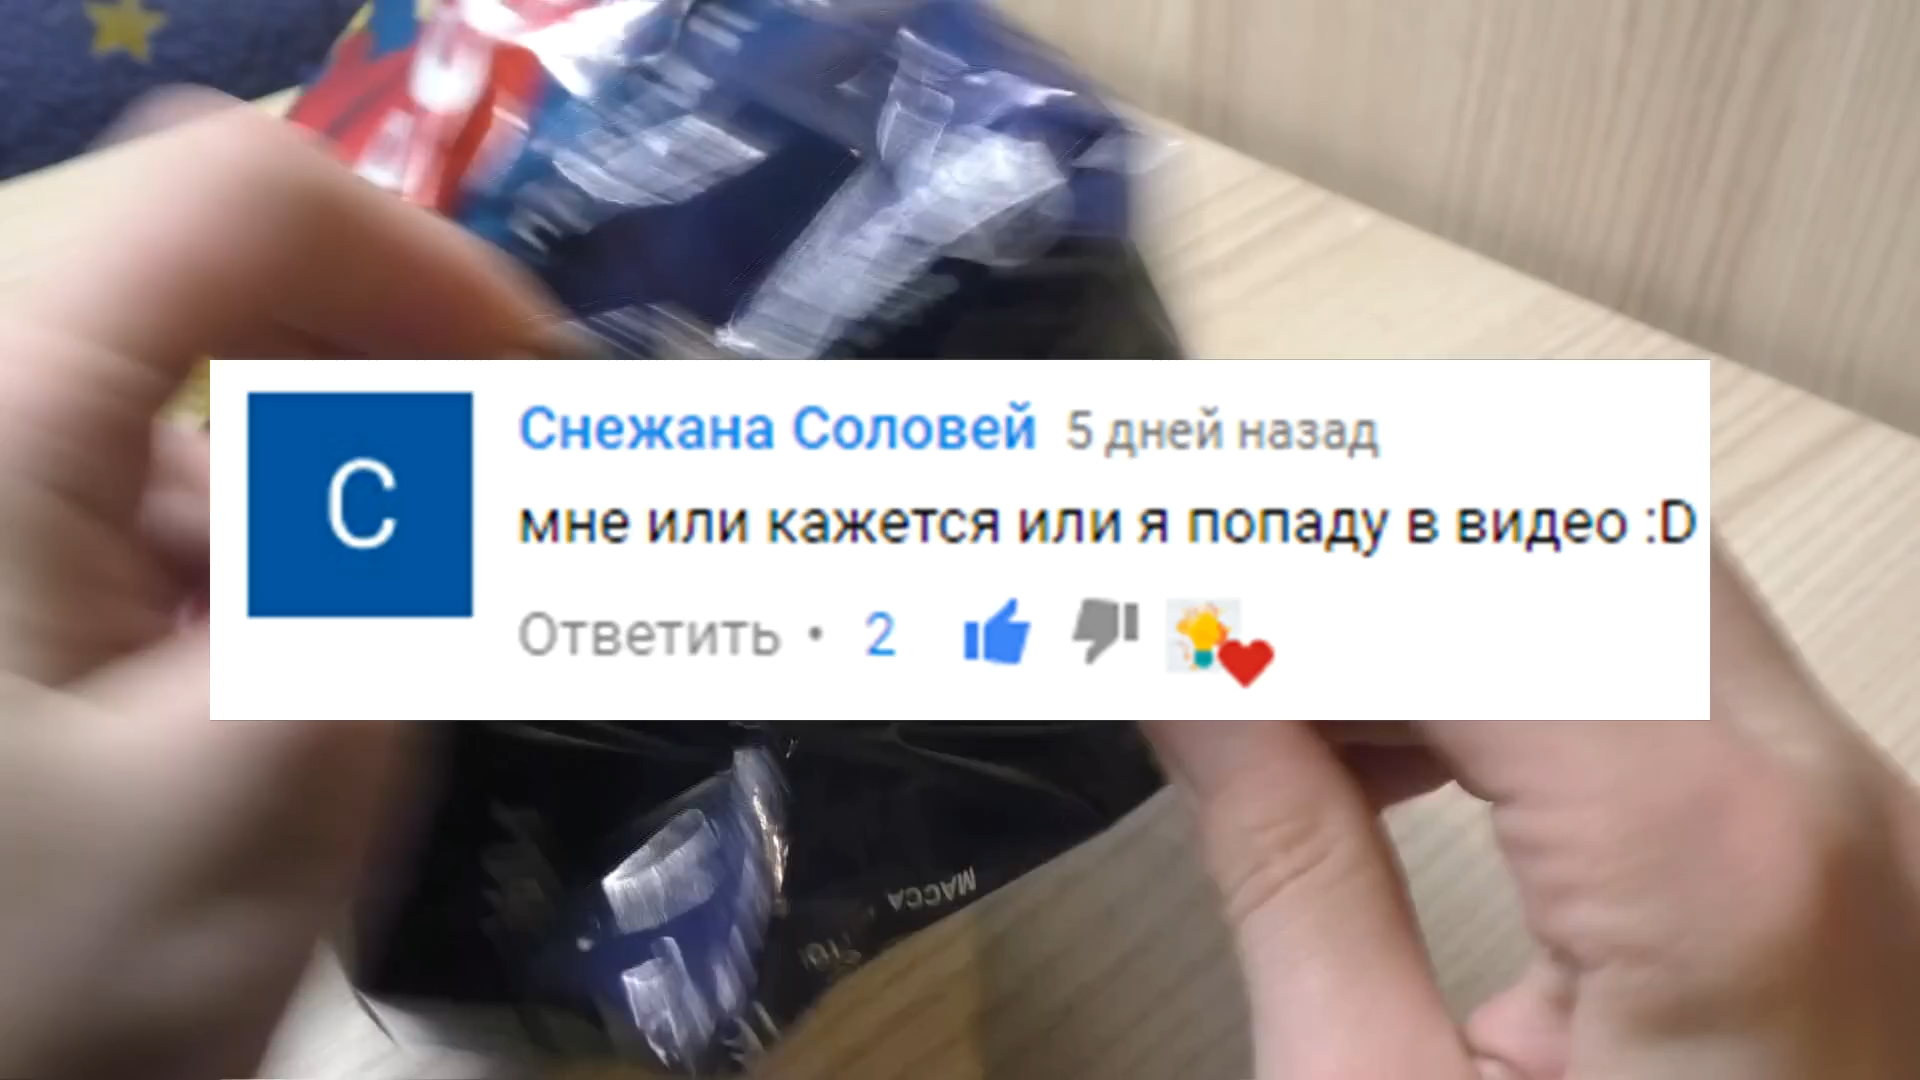 С
Снежана Соловей 5 дней назад
мне или кажется или я попаду в видео :D
Ответить • 2
МАССА